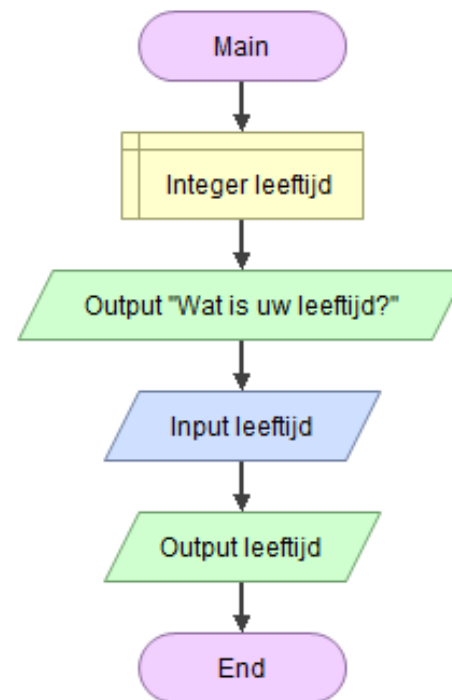 Main
Integer leeftijd
Output "Wat is uw leeftijd?"
Input leeftijd
Output leeftijd
End